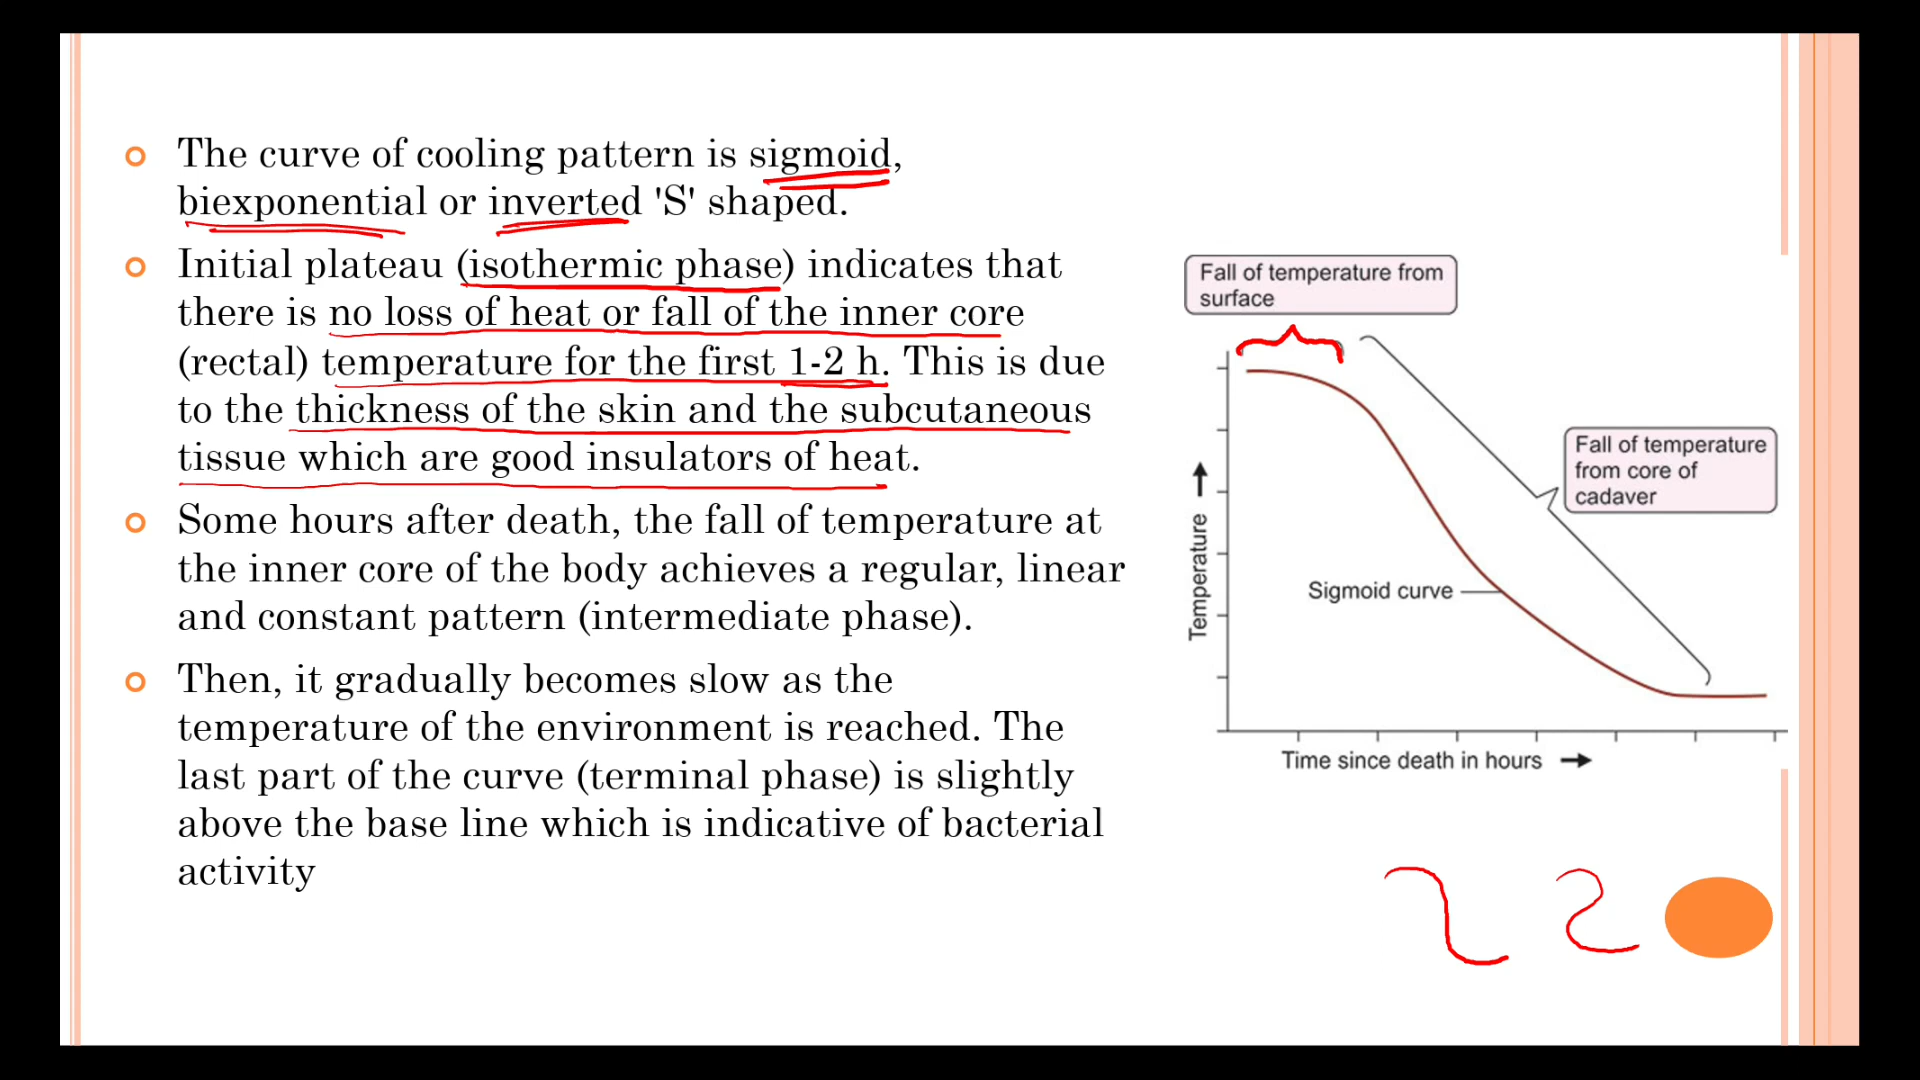 The curve of cooling pattern is sigmoid,
biexponential or inverted 'S' shaped.
Initial plateau (isothermic phase) indicates that
there is no loss of heat or fall of the inner core
(rectal) temperature for the first 1-2 h. This is due
to the thickness of the skin and the subcutaneous
tissue which are good insulators of heat.
Some hours after death, the fall of temperature at
the inner core of the body achieves a regular, linear
and constant pattern (intermediate phase).
Then, it gradually becomes slow as the
temperature of the environment is reached. The
last part of the curve (terminal phase) is slightly
above the base line which is indicative of bacterial
activity
Fall of temperature from
surface
Fall of temperature
from core of
cadaver
Sigmoid curve
Temperature
Time since death in hours